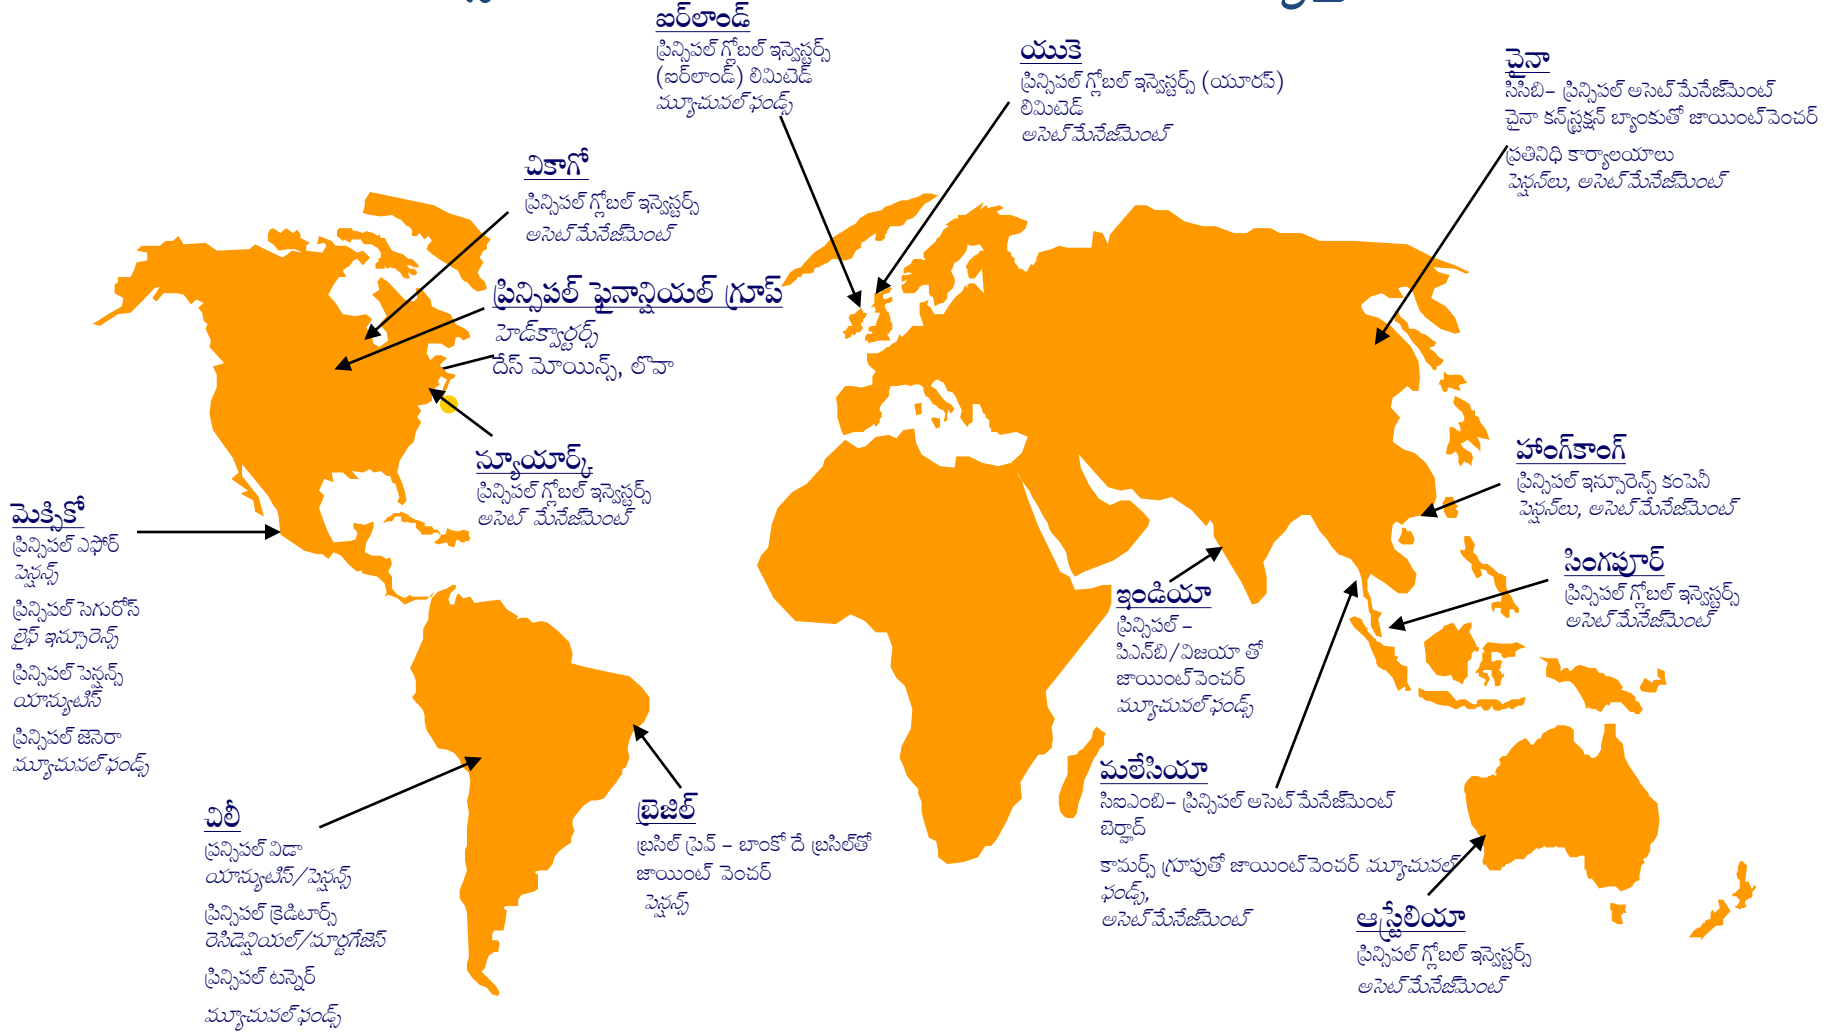 ఐర్‌లాండ్
ప్రిన్సిపల్ గ్లోబల్ ఇన్వెస్టర్స్
(ఐర్‌లాండ్) లిమిటెడ్
మ్యూచువల్ ఫండ్స్
యుకె
ప్రిన్సిపల్ గ్లోబల్ ఇన్వెస్టర్స్ (యూరప్)
లిమిటెడ్
అసెట్ మేనేజ్‌మెంట్
చైనా
సిసిబి– ప్రిన్సిపల్ అసెట్ మేనేజ్‌మెంట్
చైనా కన్‌స్ట్రక్షన్ బ్యాంకుతో జాయింట్ వెంచర్
ప్రతినిధి కార్యాలయాలు
పెన్షన్‌లు, అసెట్ మేనేజ్‌మెంట్
చికాగో
ప్రిన్సిపల్ గ్లోబల్ ఇన్వెస్టర్స్
అసెట్ మేనేజ్‌మెంట్
ప్రిన్సిపల్ ఫైనాన్షియల్ గ్రూప్
హెడ్‌క్వార్టర్స్
దేస్ మోయిన్స్, లొవా
న్యూయార్క్
ప్రిన్సిపల్ గ్లోబల్ ఇన్వెస్టర్స్
అసెట్ మేనేజ్‌మెంట్
హాంగ్‌కాంగ్
ప్రిన్సిపల్ ఇన్సూరెన్స్ కంపెనీ
పెన్షన్‌లు, అసెట్ మేనేజ్‌మెంట్
మెక్సికో
ప్రిన్సిపల్ ఎఫోర్
పెన్షన్స్
ప్రిన్సిపల్ సెగురోస్
లైఫ్ ఇన్సూరెన్స్
ప్రిన్సిపల్ పెన్షన్స్
యాన్యుటిస్
ప్రిన్సిపల్ జెనెరా
మ్యూచువల్ ఫండ్స్
సింగపూర్
ప్రిన్సిపల్ గ్లోబల్ ఇన్వెస్టర్స్
అసెట్ మేనేజ్‌మెంట్
ఇండియా
ప్రిన్సిపల్ –
పిఎన్‌బి/విజయా తో
జాయింట్ వెంచర్
మ్యూచువల్ ఫండ్స్
మలేసియా
సిఐఎంబి– ప్రిన్సిపల్ అసెట్ మేనేజ్‌మెంట్
బెర్హాద్
కామర్స్ గ్రూపుతో జాయింట్ వెంచర్ మ్యూచువల్
ఫండ్స్,
అసెట్ మేనేజ్‌మెంట్
చిలీ
ప్రన్సిపల్ విడా
యాన్యుటిస్/పెన్షన్స్
ప్రిన్సిపల్ క్రెడిటార్స్
రెసిడెన్షియల్/మార్టగేజెస్
ప్రిన్సిపల్ టన్నెర్
మ్యూచువల్ ఫండ్స్
బ్రెజిల్
బ్రసిల్ ప్రెవ్ – బాంకో దే బ్రసిల్‌తో
జాయింట్ వెంచర్
పెన్షన్స్
ఆస్ట్రేలియా
ప్రిన్సిపల్ గ్లోబల్ ఇన్వెస్టర్స్
అసెట్ మేనేజ్‌మెంట్